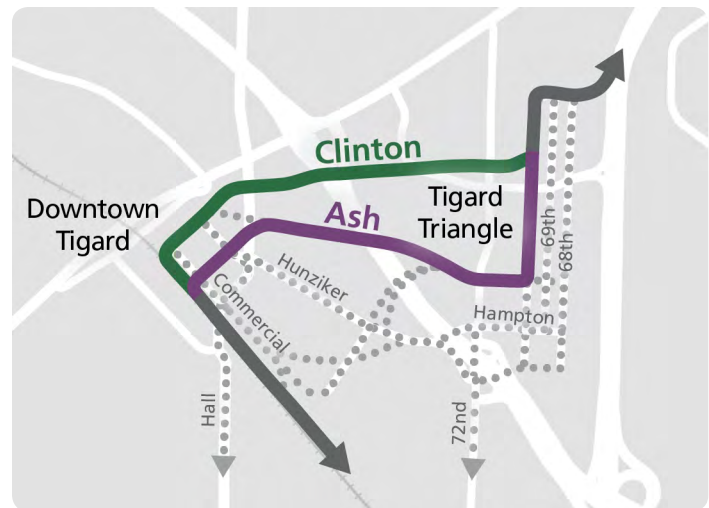 Clinton
Downtown
Tigard
Ash
Tigard
Triangle
69th
68th
Hunziker
Commercial
Hampton
Hall
72nd